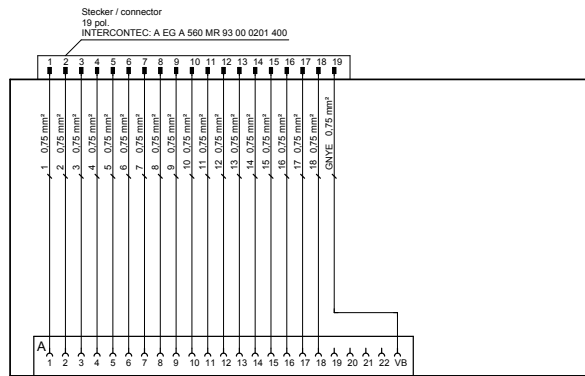 Stecker / connector
19 pol.
INTERCONTEC: A EG A 560 MR 93 00 0201 400
1 2 3 4 5 6 7 8 9 10 11 12 13 14 15 16 17 18 19
1 0,75 mm²
2 0,75 mm²
3 0,75 mm²
4 0,75 mm²
5 0,75 mm²
6 0,75 mm²
7 0,75 mm²
8 0,75 mm²
9 0,75 mm²
10 0,75 mm²
11 0,75 mm²
12 0,75 mm²
13 0,75 mm²
14 0,75 mm²
15 0,75 mm²
16 0,75 mm²
17 0,75 mm²
18 0,75 mm²
GNYE 0,75 mm²
A
1 2 3 4 5 6 7 8 9 10 11 12 13 14 15 16 17 18 19 20 21 22 VB